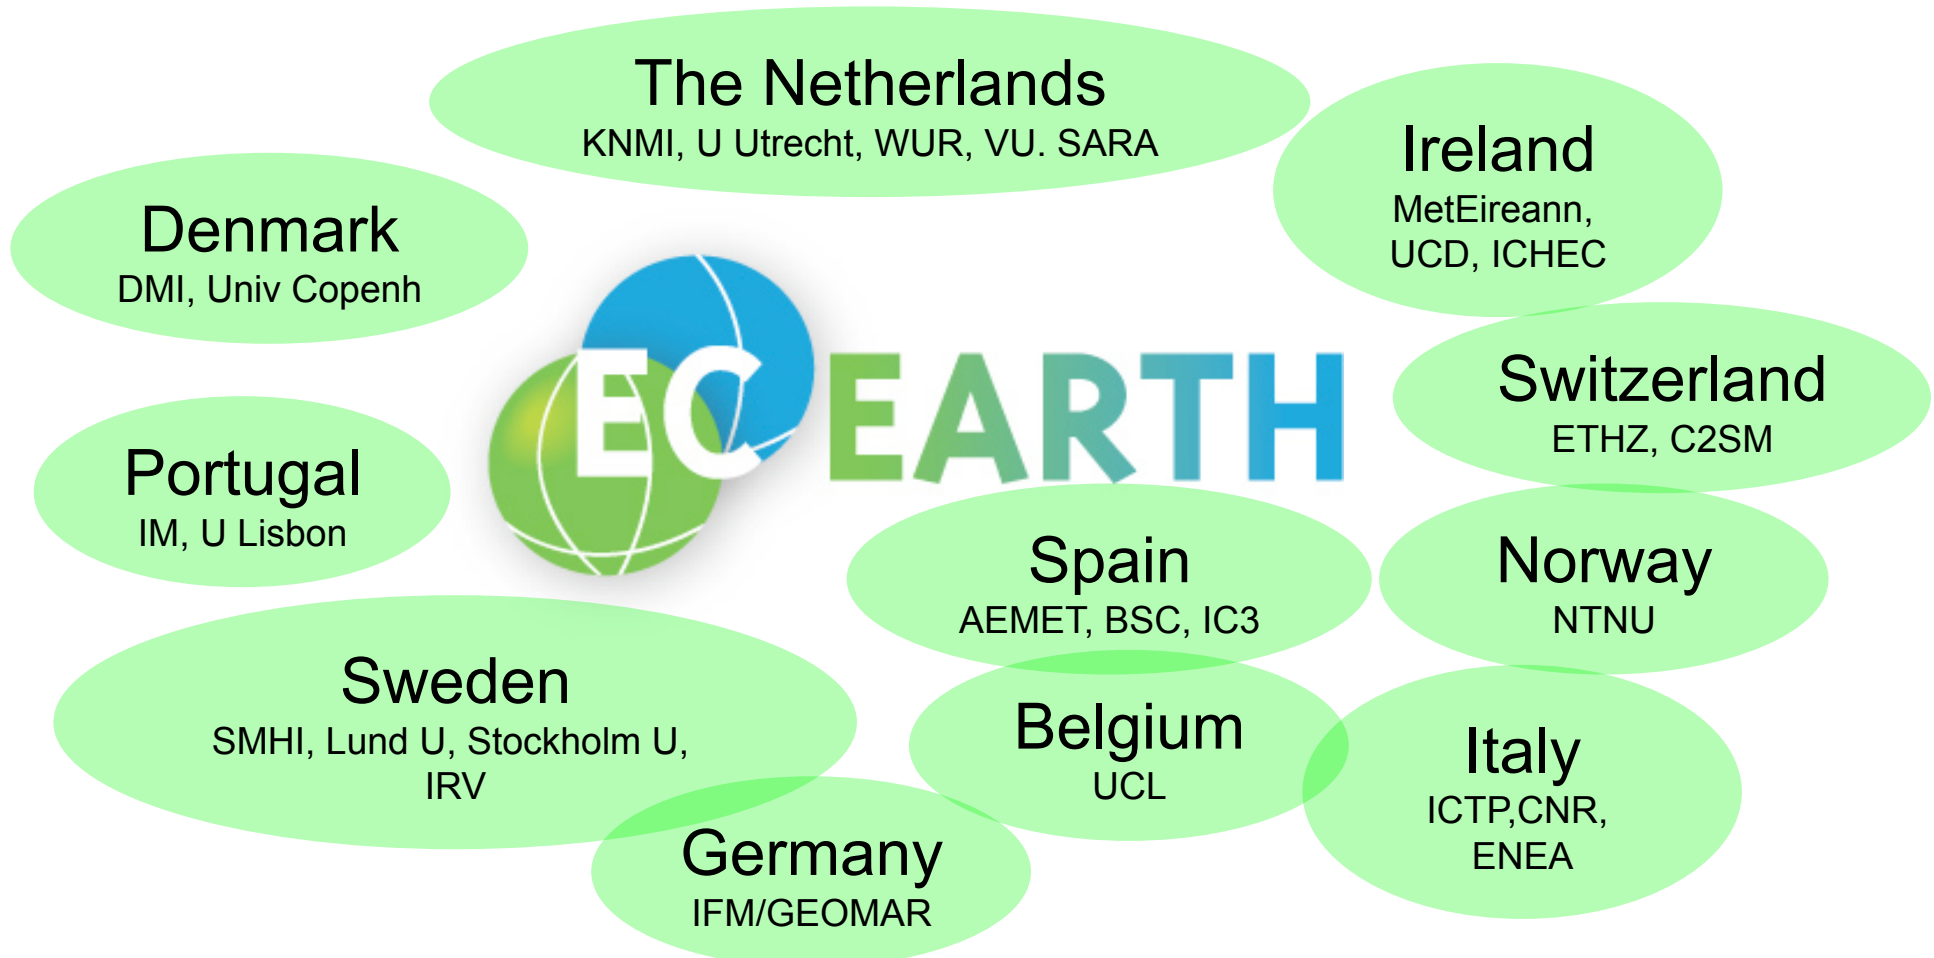 The Netherlands
KNMI, U Utrecht, WUR, VU. SARA
Ireland
MetEireann,
UCD, ICHEC
Denmark
DMI, Univ Copenh
EC EARTH
Switzerland
ETHZ, C2SM
Portugal
IM, U Lisbon
Spain
AEMET, BSC, IC3
Norway
NTNU
Sweden
SMHI, Lund U, Stockholm U,
IRV
Belgium
UCL
Italy
ICTP,CNR,
ENEA
Germany
IFM/GEOMAR